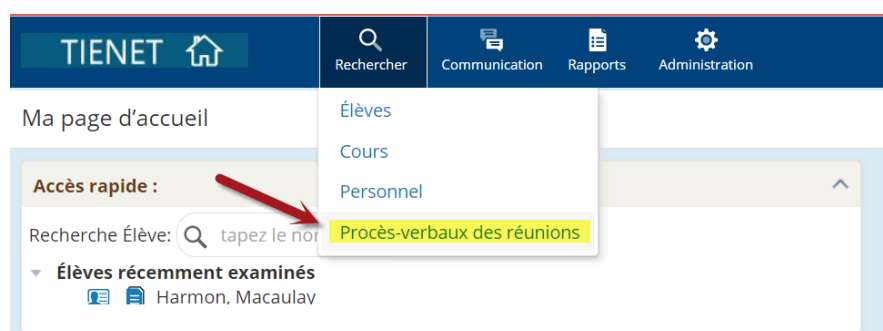 TIENET
Rechercher
Communication
Rapports
Administration
Ma page d’accueil
Élèves
Cours
Personnel
Procès-verbaux des réunions
Accès rapide :
Recherche Élève: tapez le nor
Élèves récemment examinés
Harmon, Macaulay